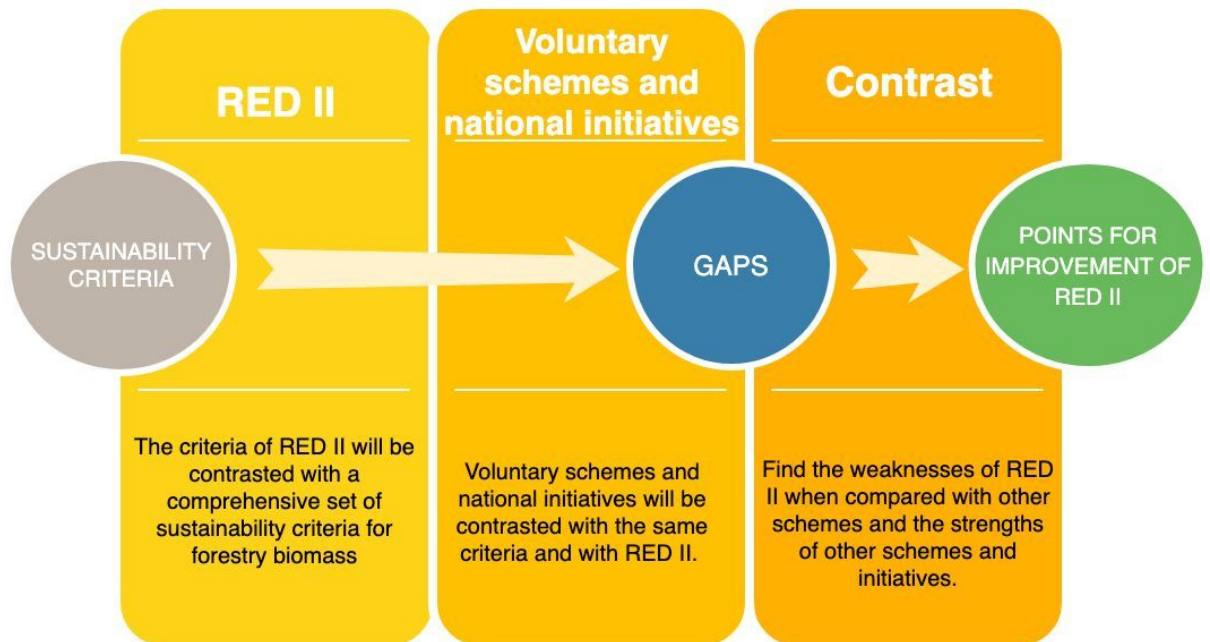 RED II
Voluntary
schemes and
national initiatives
Contrast
SUSTAINABILITY
CRITERIA
GAPS
POINTS FOR
IMPROVEMENT OF
RED II
The criteria of RED II will be
contrasted with a
comprehensive set of
sustainability criteria for
forestry biomass
Voluntary schemes and
national initiatives will be
contrasted with the same
criteria and with RED II.
Find the weaknesses of RED
II when compared with other
schemes and the strengths
of other schemes and
initiatives.